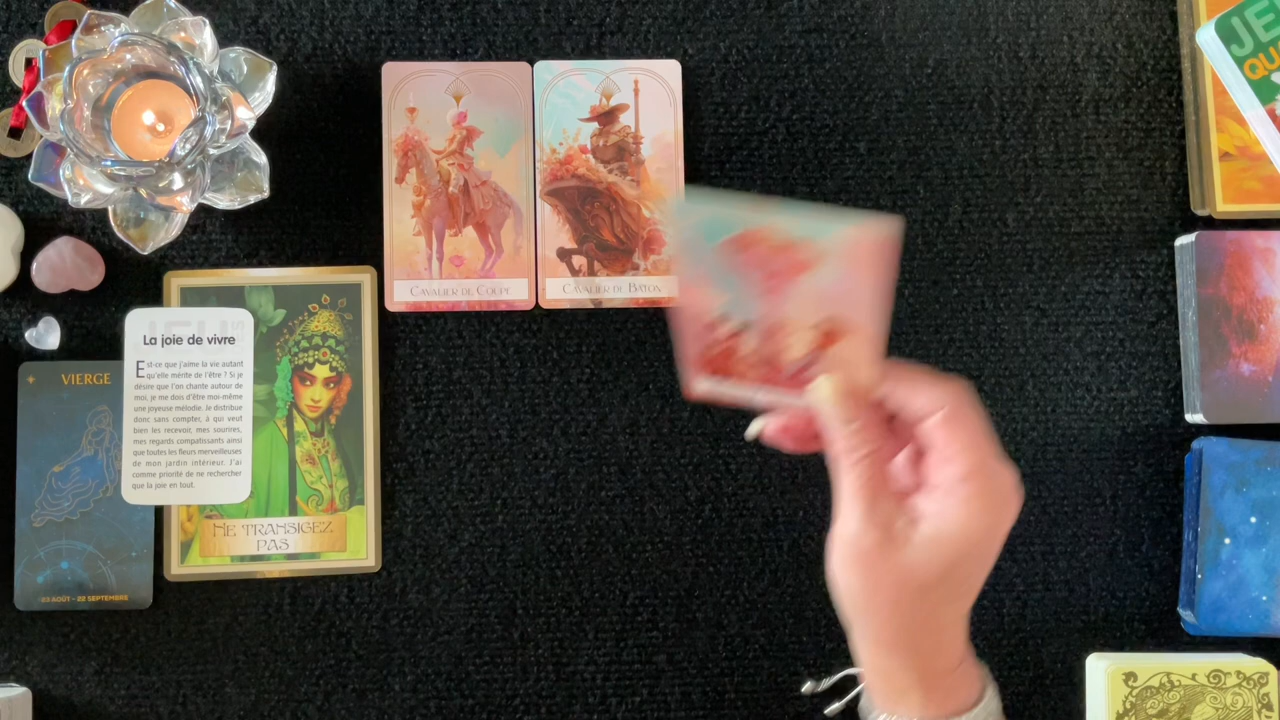 CAVALIER DE COUPE
CAVALIER DE BATON
VIERGE
23 AOÛT - 22 SEPTEMBRE
La joie de vivre
Est-ce que j'aime la vie autant
qu'elle mérite de l'être ? Si je
désire que l'on chante autour de
moi, je me dois d'être moi-même
une joyeuse mélodie. Je distribue
donc sans compter, à qui veut
bien les recevoir, mes sourires,
mes regards compatissants ainsi
que toutes les fleurs merveilleuses
de mon jardin intérieur. J'ai
comme priorité de ne rechercher
que la joie en tout.
NE TRANSIGEZ
PAS
JEU